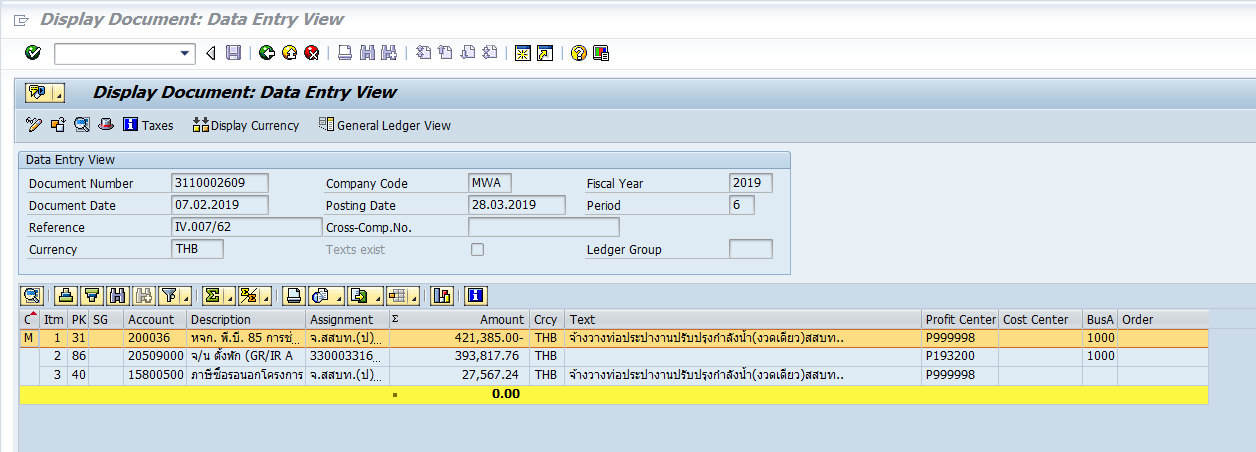 Display Document: Data Entry View
Display Document: Data Entry View
Taxes Display Currency General Ledger View
Data Entry View
Document Number 3110002609 Company Code MWA Fiscal Year 2019
Document Date 07.02.2019 Posting Date 28.03.2019 Period 6
Reference IV.007/62 Cross-Comp.No.
Currency THB Texts exist Ledger Group
C Itm PK SG Account Description Assignment Σ Amount Crcy Text Profit Center Cost Center BusA Order
M 1 31 200036 หจก. พี.บี. 85 การช่ จ.สสบท.(ป)... 421,385.00- THB จ้างวางท่อประปางานปรับปรุงกำลังน้ำ(งวดเดียว)สสบท.. P999998 1000
2 86 20509000 จ/น ตั้งพัก (GR/IR A 330003316... 393,817.76 THB P193200 1000
3 40 15800500 ภาษีซื้อรอนอกโครงการ จ.สสบท.(ป)... 27,567.24 THB จ้างวางท่อประปางานปรับปรุงกำลังน้ำ(งวดเดียว)สสบท.. P999998
0.00